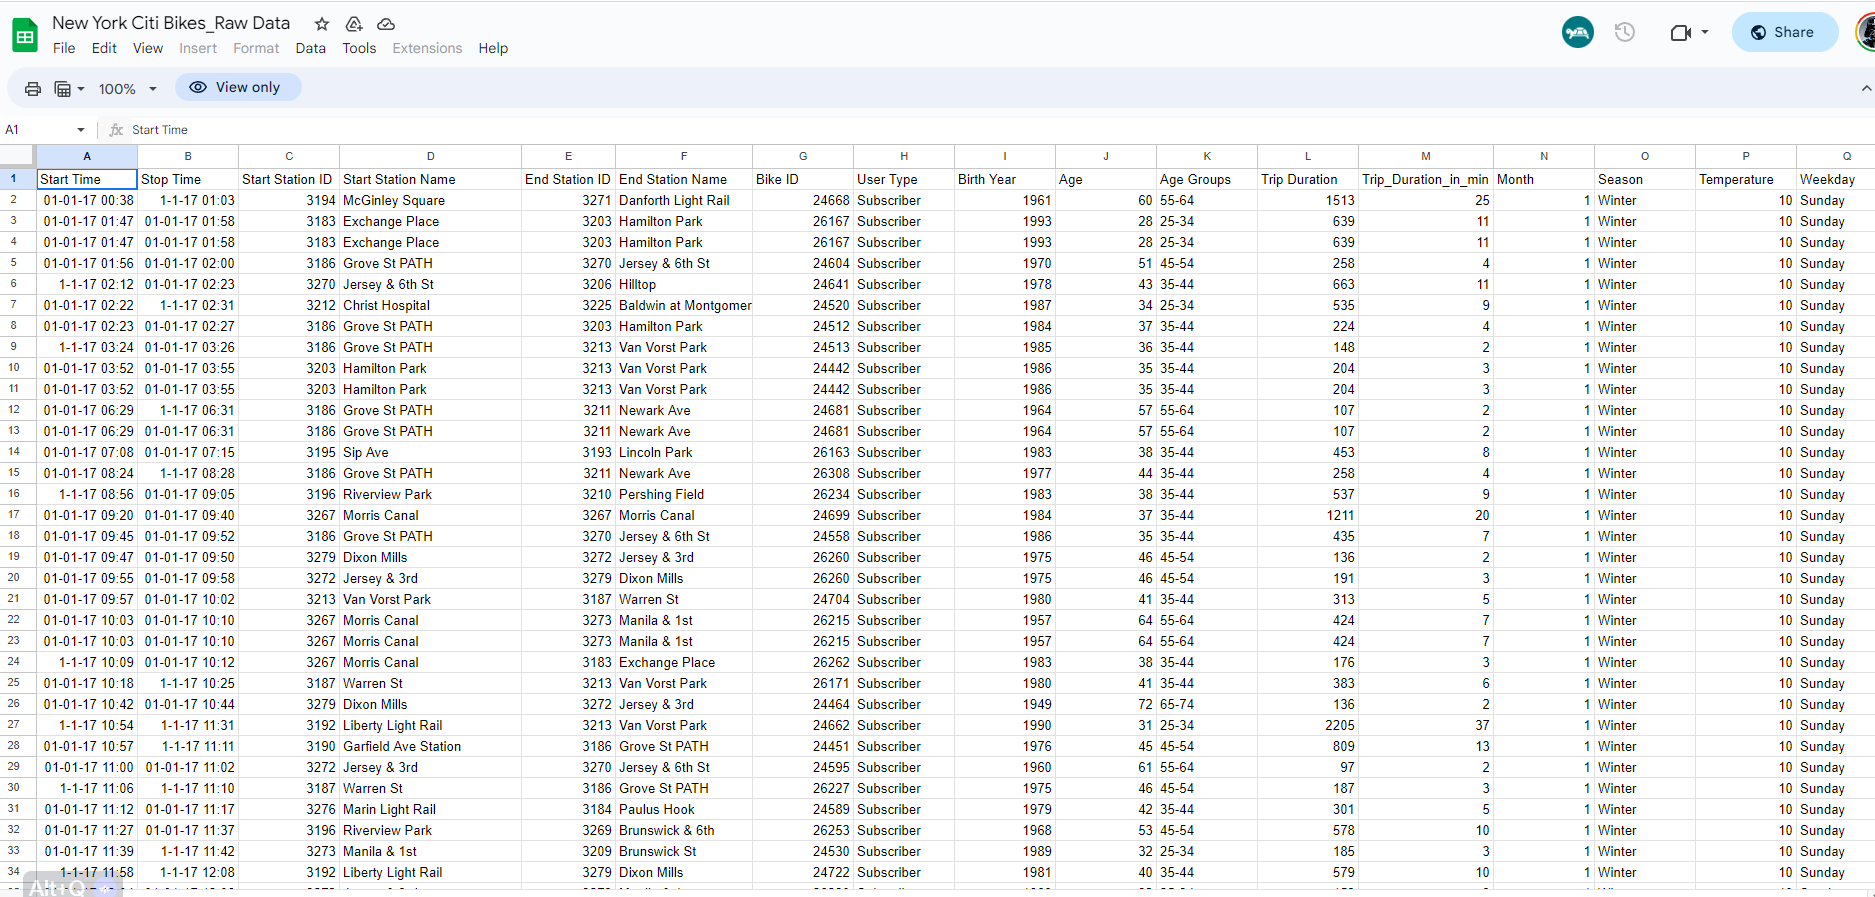 New York Citi Bikes_Raw Data
File Edit View Insert Format Data Tools Extensions Help
Share
100% View only
A1 fx Start Time
A B C D E F G H I J K L M N O P Q
1 Start Time Stop Time Start Station ID Start Station Name End Station ID End Station Name Bike ID User Type Birth Year Age Age Groups Trip Duration Trip_Duration_in_min Month Season Temperature Weekday
2 01-01-17 00:38 1-1-17 01:03 3194 McGinley Square 3271 Danforth Light Rail 24668 Subscriber 1961 60 55-64 1513 25 1 Winter 10 Sunday
3 01-01-17 01:47 01-01-17 01:58 3183 Exchange Place 3203 Hamilton Park 26167 Subscriber 1993 28 25-34 639 11 1 Winter 10 Sunday
4 01-01-17 01:47 01-01-17 01:58 3183 Exchange Place 3203 Hamilton Park 26167 Subscriber 1993 28 25-34 639 11 1 Winter 10 Sunday
5 01-01-17 01:56 01-01-17 02:00 3186 Grove St PATH 3270 Jersey & 6th St 24604 Subscriber 1970 51 45-54 258 4 1 Winter 10 Sunday
6 1-1-17 02:12 01-01-17 02:23 3270 Jersey & 6th St 3206 Hilltop 24641 Subscriber 1978 43 35-44 663 11 1 Winter 10 Sunday
7 01-01-17 02:22 1-1-17 02:31 3212 Christ Hospital 3225 Baldwin at Montgomer 24520 Subscriber 1987 34 25-34 535 9 1 Winter 10 Sunday
8 01-01-17 02:23 01-01-17 02:27 3186 Grove St PATH 3203 Hamilton Park 24512 Subscriber 1984 37 35-44 224 4 1 Winter 10 Sunday
9 1-1-17 03:24 01-01-17 03:26 3186 Grove St PATH 3213 Van Vorst Park 24513 Subscriber 1985 36 35-44 148 2 1 Winter 10 Sunday
10 01-01-17 03:52 01-01-17 03:55 3203 Hamilton Park 3213 Van Vorst Park 24442 Subscriber 1986 35 35-44 204 3 1 Winter 10 Sunday
11 01-01-17 03:52 01-01-17 03:55 3203 Hamilton Park 3213 Van Vorst Park 24442 Subscriber 1986 35 35-44 204 3 1 Winter 10 Sunday
12 01-01-17 06:29 1-1-17 06:31 3186 Grove St PATH 3211 Newark Ave 24681 Subscriber 1964 57 55-64 107 2 1 Winter 10 Sunday
13 01-01-17 06:29 01-01-17 06:31 3186 Grove St PATH 3211 Newark Ave 24681 Subscriber 1964 57 55-64 107 2 1 Winter 10 Sunday
14 01-01-17 07:08 01-01-17 07:15 3195 Sip Ave 3193 Lincoln Park 26163 Subscriber 1983 38 35-44 453 8 1 Winter 10 Sunday
15 01-01-17 08:24 1-1-17 08:28 3186 Grove St PATH 3211 Newark Ave 26308 Subscriber 1977 44 35-44 258 4 1 Winter 10 Sunday
16 1-1-17 08:56 01-01-17 09:05 3196 Riverview Park 3210 Pershing Field 26234 Subscriber 1983 38 35-44 537 9 1 Winter 10 Sunday
17 01-01-17 09:20 01-01-17 09:40 3267 Morris Canal 3267 Morris Canal 24699 Subscriber 1984 37 35-44 1211 20 1 Winter 10 Sunday
18 01-01-17 09:45 01-01-17 09:52 3186 Grove St PATH 3270 Jersey & 6th St 24558 Subscriber 1986 35 35-44 435 7 1 Winter 10 Sunday
19 01-01-17 09:47 01-01-17 09:50 3279 Dixon Mills 3272 Jersey & 3rd 26260 Subscriber 1975 46 45-54 136 2 1 Winter 10 Sunday
20 01-01-17 09:55 01-01-17 09:58 3272 Jersey & 3rd 3279 Dixon Mills 26260 Subscriber 1975 46 45-54 191 3 1 Winter 10 Sunday
21 01-01-17 09:57 01-01-17 10:02 3213 Van Vorst Park 3187 Warren St 24704 Subscriber 1980 41 35-44 313 5 1 Winter 10 Sunday
22 01-01-17 10:03 01-01-17 10:10 3267 Morris Canal 3273 Manila & 1st 26215 Subscriber 1957 64 55-64 424 7 1 Winter 10 Sunday
23 01-01-17 10:03 01-01-17 10:10 3267 Morris Canal 3273 Manila & 1st 26215 Subscriber 1957 64 55-64 424 7 1 Winter 10 Sunday
24 1-1-17 10:09 01-01-17 10:12 3267 Morris Canal 3183 Exchange Place 26262 Subscriber 1983 38 35-44 176 3 1 Winter 10 Sunday
25 01-01-17 10:18 1-1-17 10:25 3187 Warren St 3213 Van Vorst Park 26171 Subscriber 1980 41 35-44 383 6 1 Winter 10 Sunday
26 01-01-17 10:42 01-01-17 10:44 3279 Dixon Mills 3272 Jersey & 3rd 24464 Subscriber 1949 72 65-74 136 2 1 Winter 10 Sunday
27 1-1-17 10:54 1-1-17 11:31 3192 Liberty Light Rail 3213 Van Vorst Park 24662 Subscriber 1990 31 25-34 2205 37 1 Winter 10 Sunday
28 01-01-17 10:57 1-1-17 11:11 3190 Garfield Ave Station 3186 Grove St PATH 24451 Subscriber 1976 45 45-54 809 13 1 Winter 10 Sunday
29 01-01-17 11:00 01-01-17 11:02 3272 Jersey & 3rd 3270 Jersey & 6th St 24595 Subscriber 1960 61 55-64 97 2 1 Winter 10 Sunday
30 1-1-17 11:06 1-1-17 11:10 3187 Warren St 3186 Grove St PATH 26227 Subscriber 1975 46 45-54 187 3 1 Winter 10 Sunday
31 01-01-17 11:12 01-01-17 11:17 3276 Marin Light Rail 3184 Paulus Hook 24589 Subscriber 1979 42 35-44 301 5 1 Winter 10 Sunday
32 01-01-17 11:27 01-01-17 11:37 3196 Riverview Park 3269 Brunswick & 6th 26253 Subscriber 1968 53 45-54 578 10 1 Winter 10 Sunday
33 01-01-17 11:39 1-1-17 11:42 3273 Manila & 1st 3209 Brunswick St 24530 Subscriber 1989 32 25-34 185 3 1 Winter 10 Sunday
34 1-1-17 11:58 1-1-17 12:08 3192 Liberty Light Rail 3279 Dixon Mills 24722 Subscriber 1981 40 35-44 579 10 1 Winter 10 Sunday
Alt+Q